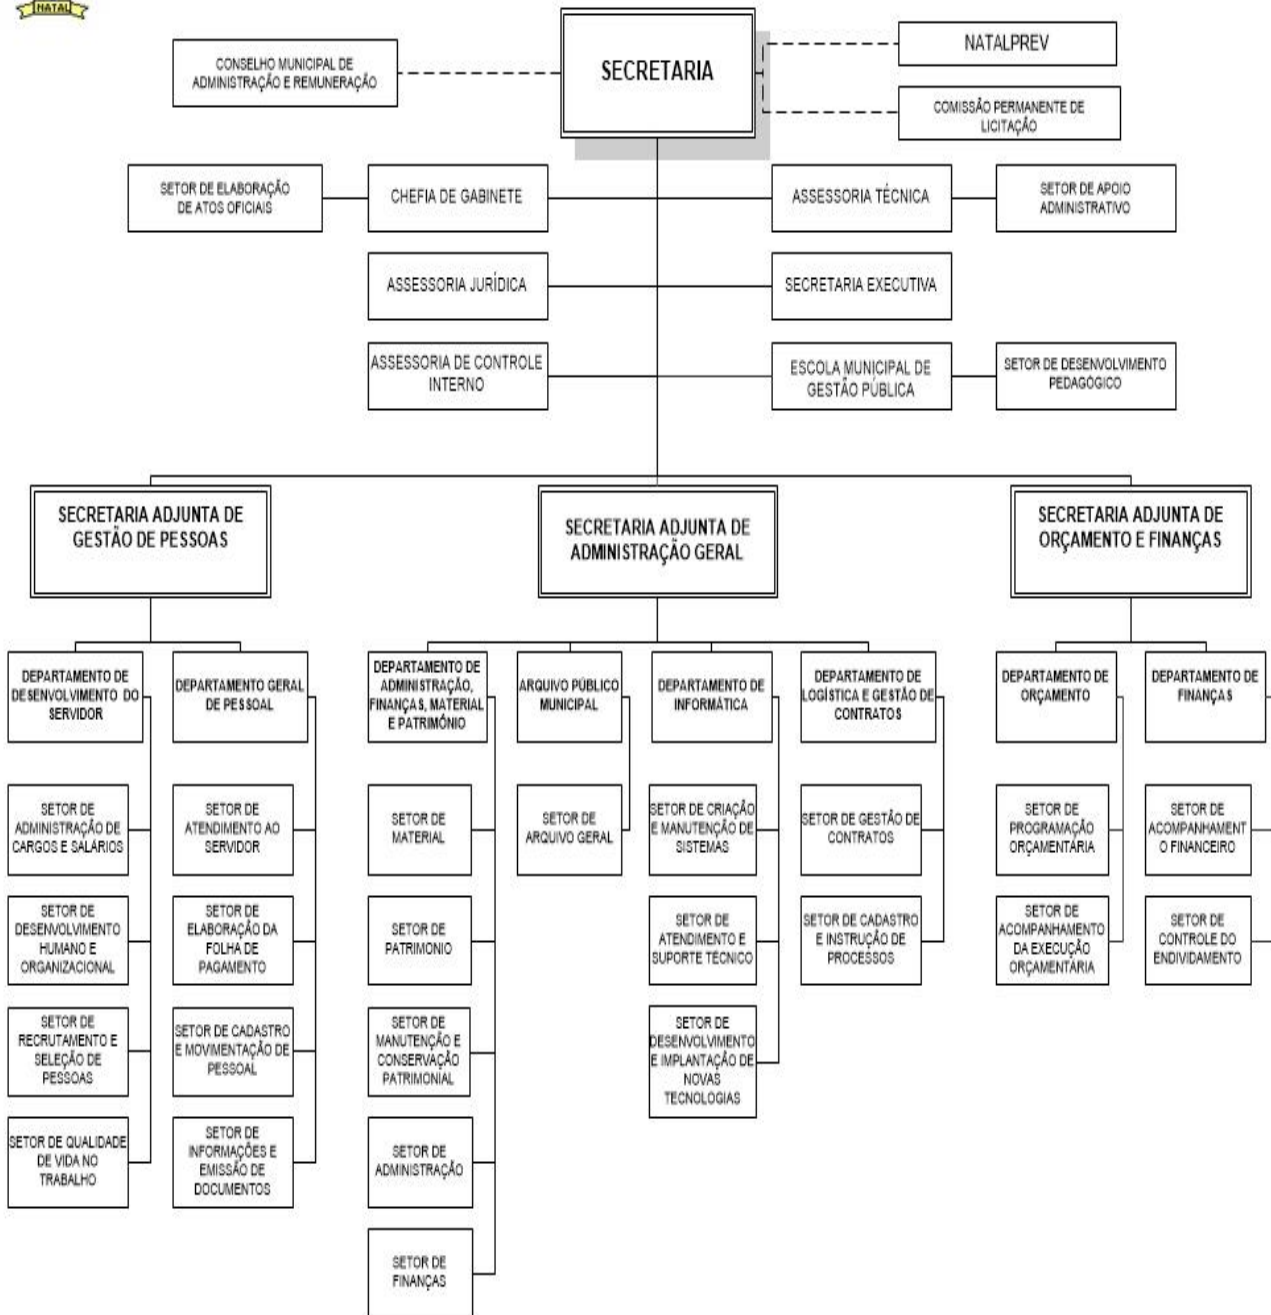 NATAL
CONSELHO MUNICIPAL DE
ADMINISTRAÇÃO E REMUNERAÇÃO
SECRETARIA
NATALPREV
COMISSÃO PERMANENTE DE
LICITAÇÃO
SETOR DE ELABORAÇÃO
DE ATOS OFICIAIS
CHEFIA DE GABINETE
ASSESSORIA TÉCNICA
SETOR DE APOIO
ADMINISTRATIVO
ASSESSORIA JURÍDICA
SECRETARIA EXECUTIVA
ASSESSORIA DE CONTROLE
INTERNO
ESCOLA MUNICIPAL DE
GESTÃO PÚBLICA
SETOR DE DESENVOLVIMENTO
PEDAGÓGICO
SECRETARIA ADJUNTA DE
GESTÃO DE PESSOAS
SECRETARIA ADJUNTA DE
ADMINISTRAÇÃO GERAL
SECRETARIA ADJUNTA DE
ORÇAMENTO E FINANÇAS
DEPARTAMENTO DE
DESENVOLVIMENTO DO
SERVIDOR
DEPARTAMENTO GERAL
DE PESSOAL
DEPARTAMENTO DE
ADMINISTRAÇÃO,
FINANÇAS, MATERIAL
E PATRIMÔNIO
ARQUIVO PÚBLICO
MUNICIPAL
DEPARTAMENTO DE
INFORMÁTICA
DEPARTAMENTO DE
LOGÍSTICA E GESTÃO DE
CONTRATOS
DEPARTAMENTO DE
ORÇAMENTO
DEPARTAMENTO DE
FINANÇAS
SETOR DE
ADMINISTRAÇÃO DE
CARGOS E SALÁRIOS
SETOR DE
ATENDIMENTO AO
SERVIDOR
SETOR DE
MATERIAL
SETOR DE
ARQUIVO GERAL
SETOR DE CRIAÇÃO
E MANUTENÇÃO DE
SISTEMAS
SETOR DE GESTÃO DE
CONTRATOS
SETOR DE
PROGRAMAÇÃO
ORÇAMENTÁRIA
SETOR DE
ACOMPANHAMENT
O FINANCEIRO
SETOR DE
DESENVOLVIMENTO
HUMANO E
ORGANIZACIONAL
SETOR DE
ELABORAÇÃO DA
FOLHA DE
PAGAMENTO
SETOR DE
PATRIMONIO
SETOR DE
ATENDIMENTO E
SUPORTE TÉCNICO
SETOR DE CADASTRO
E INSTRUÇÃO DE
PROCESSOS
SETOR DE
ACOMPANHAMENTO
DA EXECUÇÃO
ORÇAMENTÁRIA
SETOR DE
CONTROLE DO
ENDIVIDAMENTO
SETOR DE
RECRUTAMENTO E
SELEÇÃO DE
PESSOAS
SETOR DE CADASTRO
E MOVIMENTAÇÃO DE
PESSOAL
SETOR DE
MANUTENÇÃO E
CONSERVAÇÃO
PATRIMONIAL
SETOR DE
DESENVOLVIMENTO
E IMPLANTAÇÃO DE
NOVAS
TECNOLOGIAS
SETOR DE QUALIDADE
DE VIDA NO
TRABALHO
SETOR DE
INFORMAÇÕES E
EMISSÃO DE
DOCUMENTOS
SETOR DE
ADMINISTRAÇÃO
SETOR DE
FINANÇAS